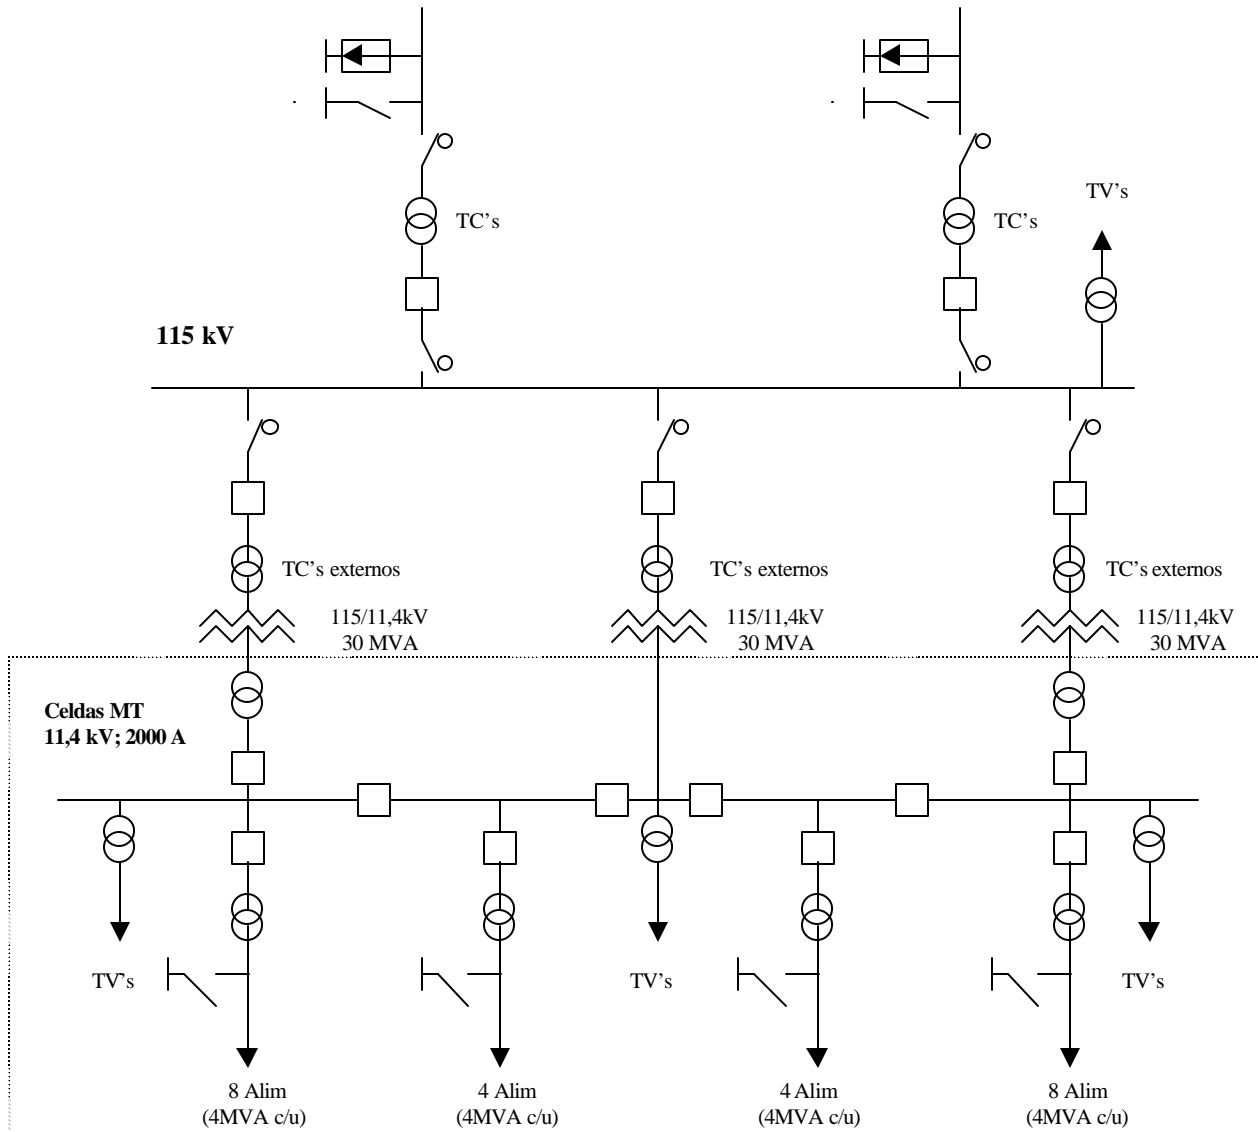 TC’s
TC’s
TV’s
115 kV
TC’s externos
TC’s externos
TC’s externos
115/11,4kV
30 MVA
115/11,4kV
30 MVA
115/11,4kV
30 MVA
Celdas MT
11,4 kV; 2000 A
TV’s
TV’s
TV’s
8 Alim
(4MVA c/u)
4 Alim
(4MVA c/u)
4 Alim
(4MVA c/u)
8 Alim
(4MVA c/u)